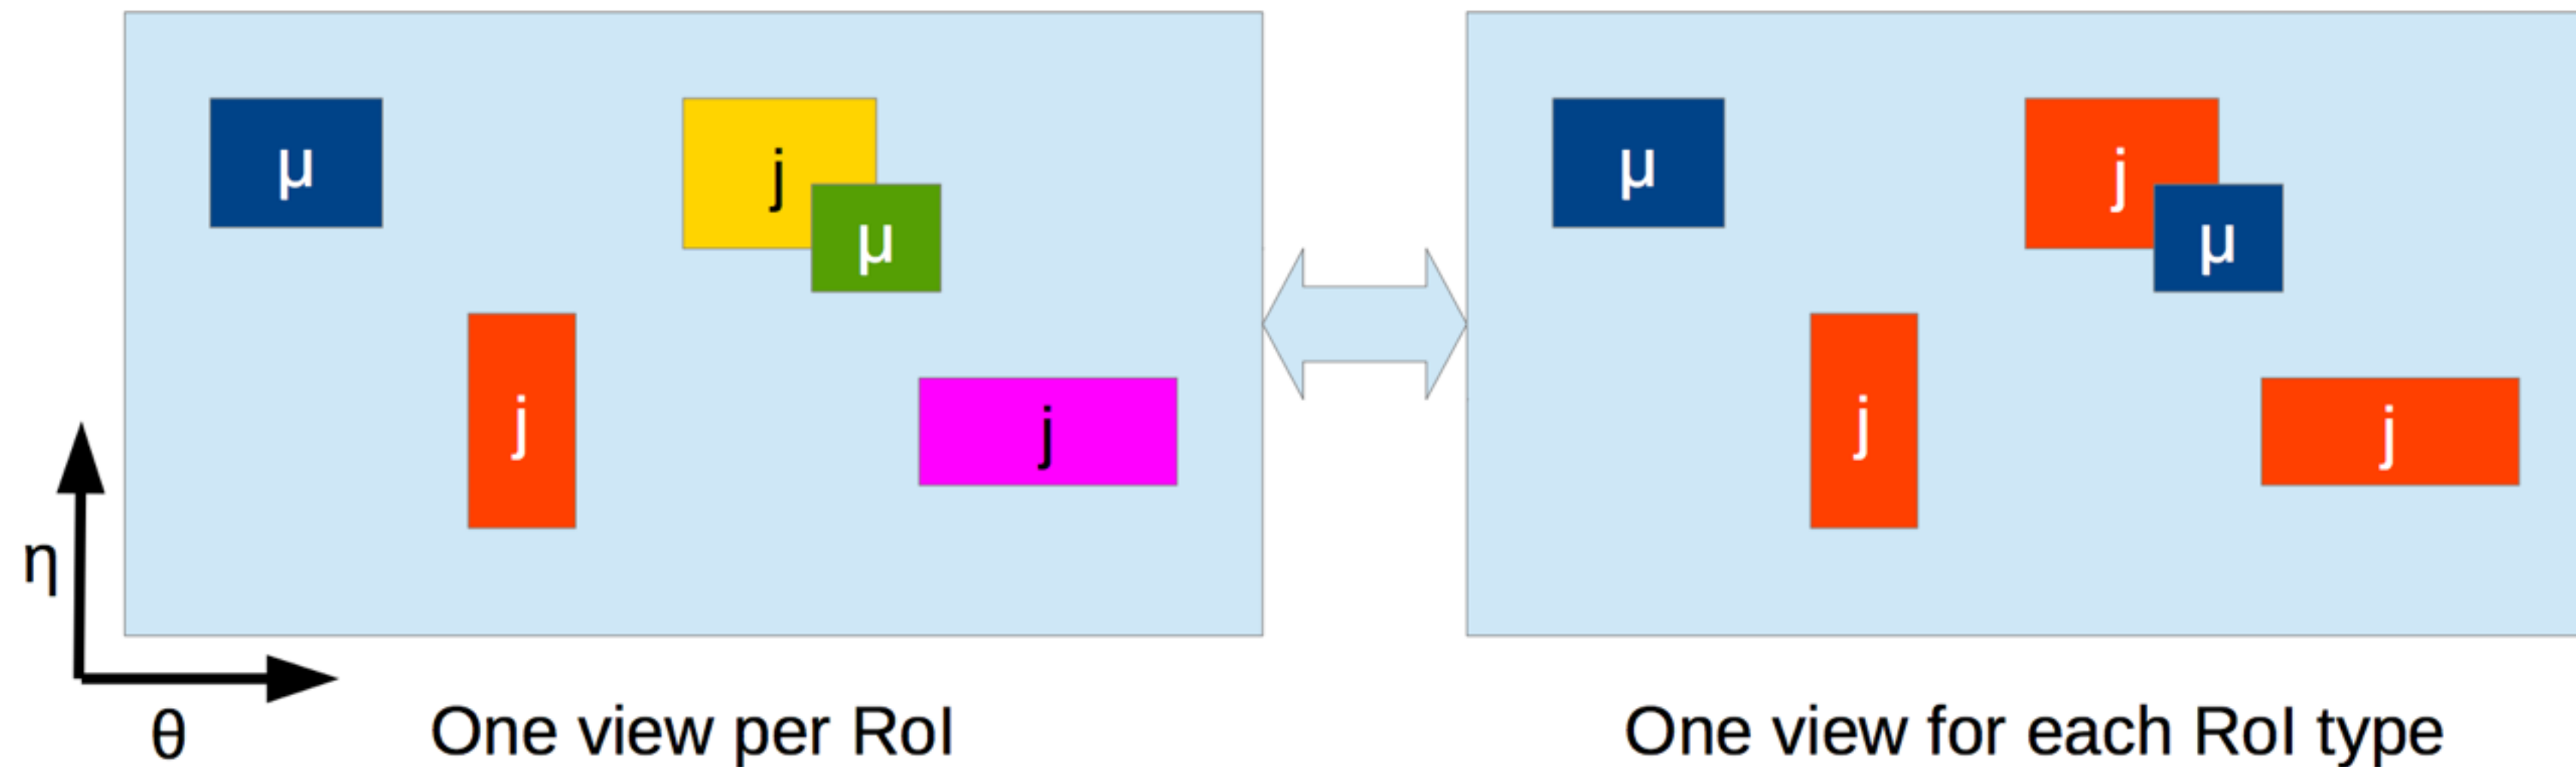 μ
j
μ
j
j
η
θ
One view per RoI
μ
j
μ
j
j
One view for each RoI type